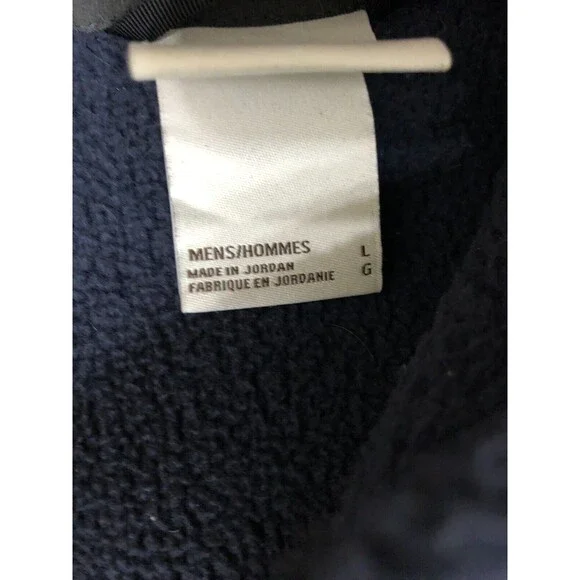 MENS/HOMMES L
MADE IN JORDAN G
FABRIQUE EN JORDANIE